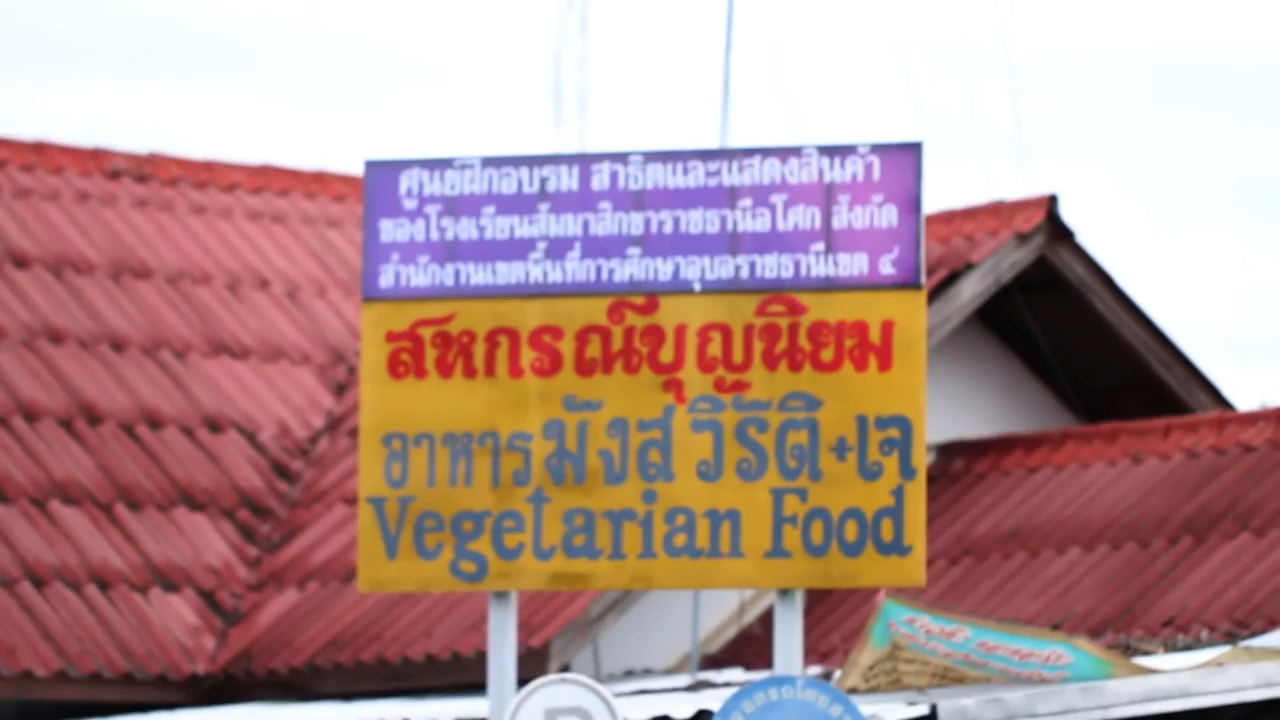 ศูนย์ฝึกอบรม สาธิตและแสดงสินค้า
ของโรงเรียนสัมมาสิกขาราชธานีอโศก สังกัด
สำนักงานเขตพื้นที่การศึกษาอุบลราชธานีเขต ๔
สหกรณ์บุญนิยม
อาหารมังสวิรัติ+เจ
Vegetarian Food